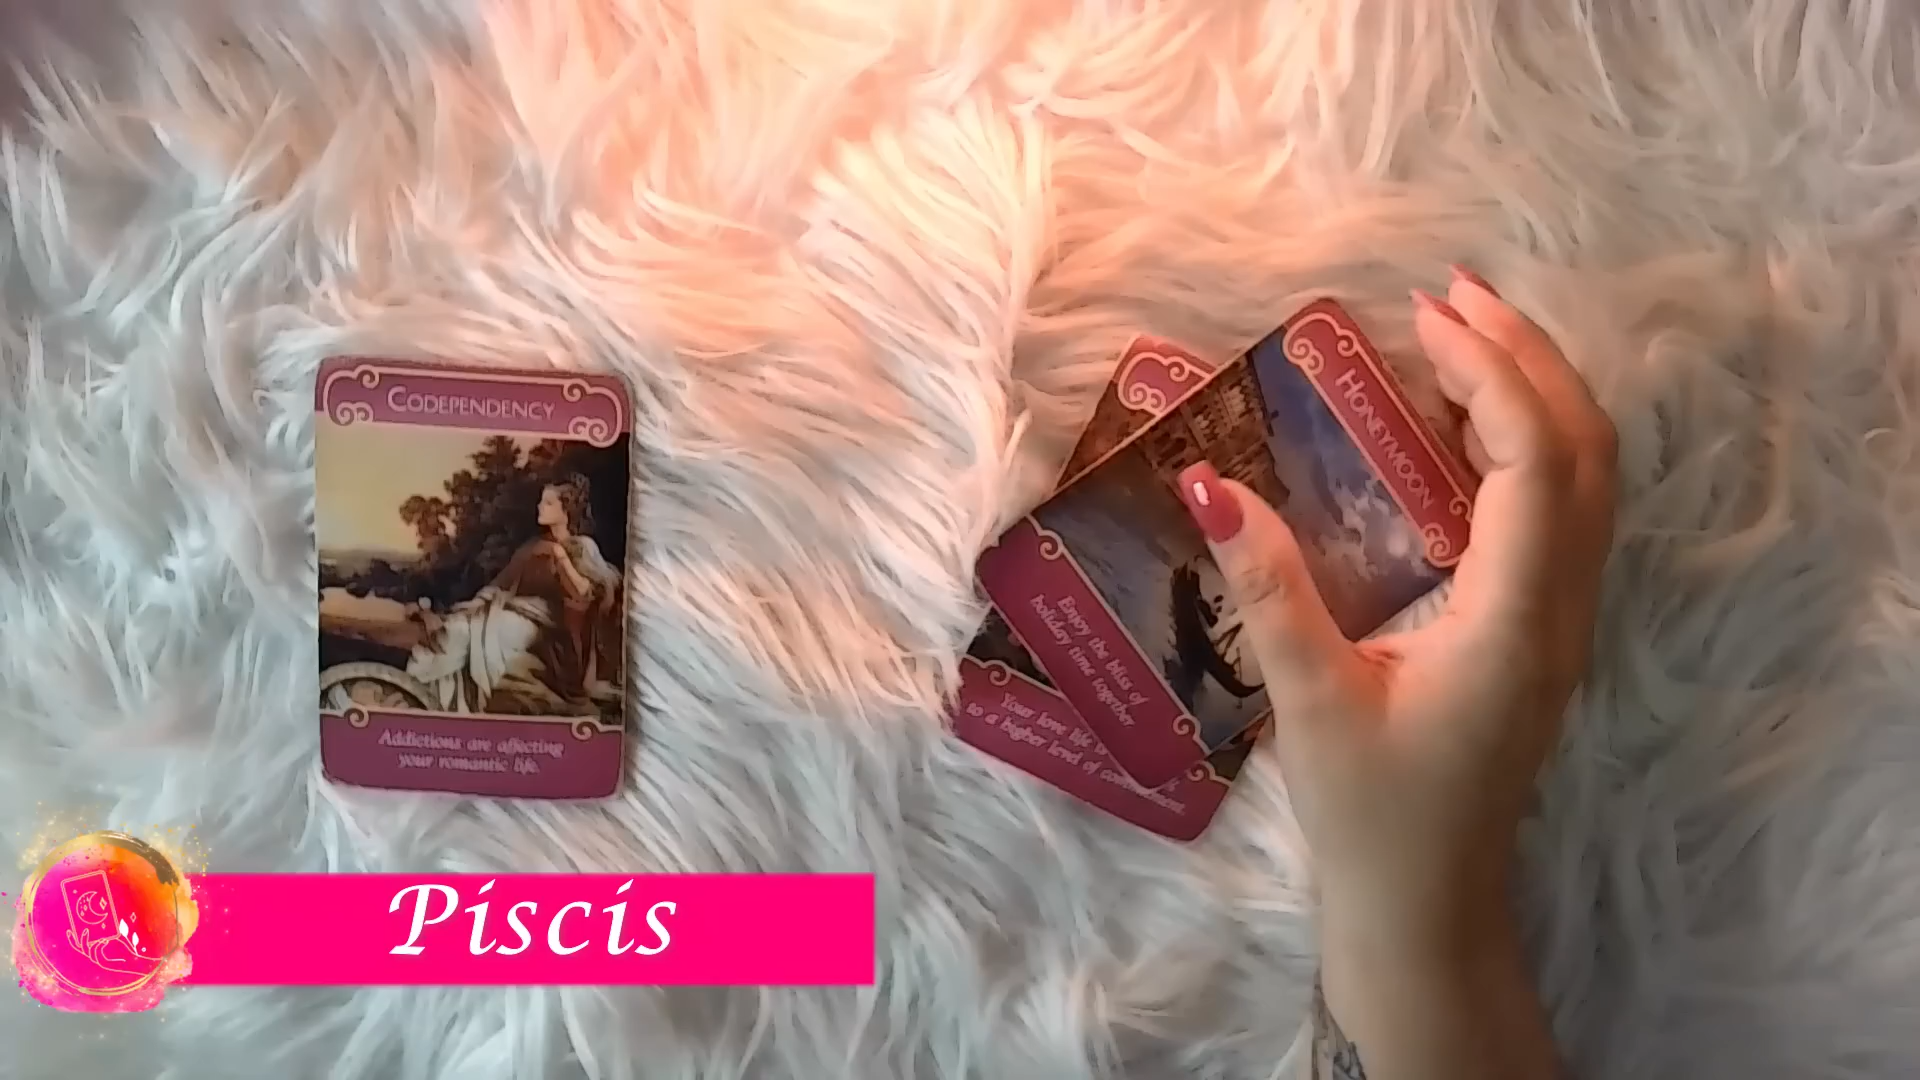 CODEPENDENCY
Addictions are affecting
your romantic life.
HONEYMOON
Enjoy the bliss of
holiday time together.
Your love life
to a higher level of commitment.
Piscis